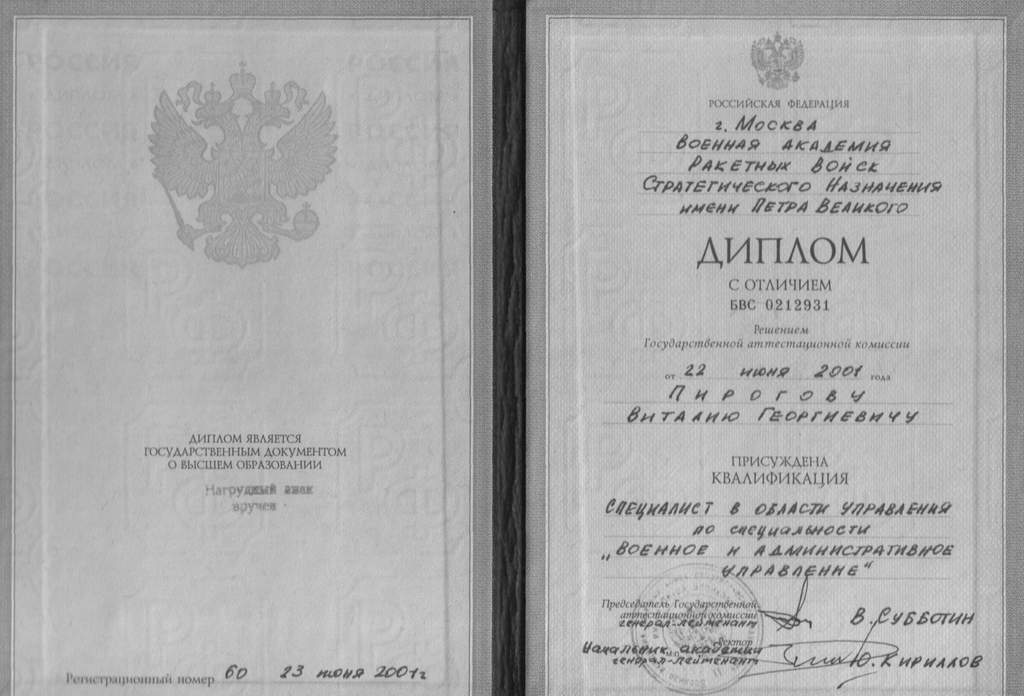 ДИПЛОМ ЯВЛЯЕТСЯ
ГОСУДАРСТВЕННЫМ ДОКУМЕНТОМ
О ВЫСШЕМ ОБРАЗОВАНИИ
Нагрудный знак
вручен
Регистрационный номер 60 23 июня 2001г
РОССИЙСКАЯ ФЕДЕРАЦИЯ
г. Москва
Военная академия
Ракетных Войск
Стратегического Назначения
имени Петра Великого
ДИПЛОМ
С ОТЛИЧИЕМ
БВС 0212931
Решением
Государственной аттестационной комиссии
от 22 июня 2001 года
Пирогову
Виталию Георгиевичу
ПРИСУЖДЕНА
КВАЛИФИКАЦИЯ
Специалист в области управления
по специальности
„Военное и административное
управление“
Председатель Государственной
аттестационной комиссии
генерал-лейтенант В. Субботин
Ректор
Начальник академии
генерал-лейтенант Ю. Кириллов